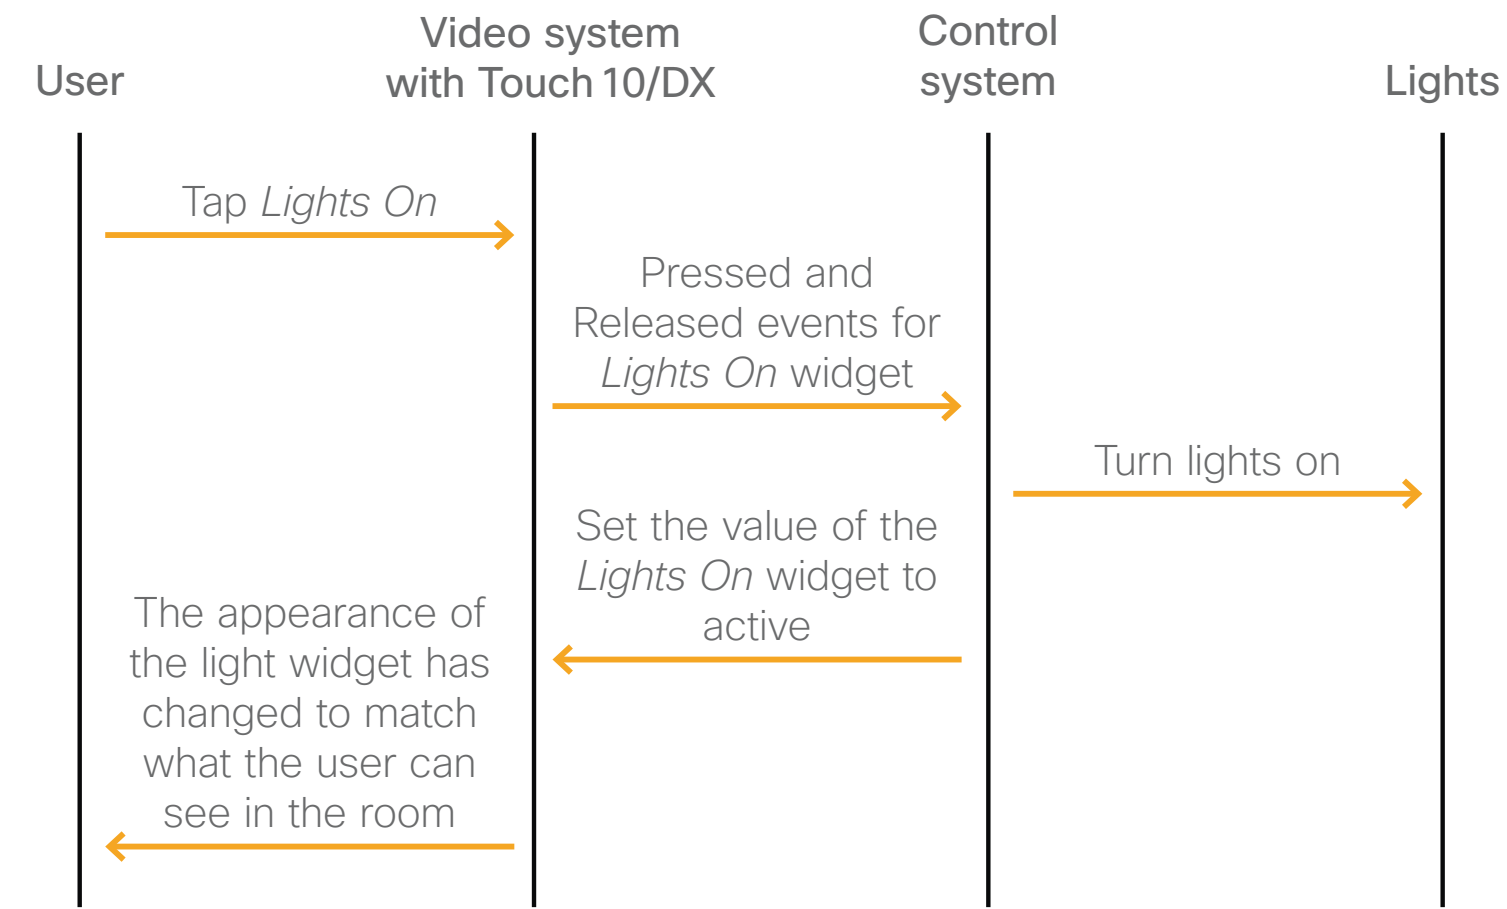 User
Video system
with Touch 10/DX
Control
system
Lights
Tap Lights On
Pressed and
Released events for
Lights On widget
Turn lights on
Set the value of the
Lights On widget to
active
The appearance of
the light widget has
changed to match
what the user can
see in the room